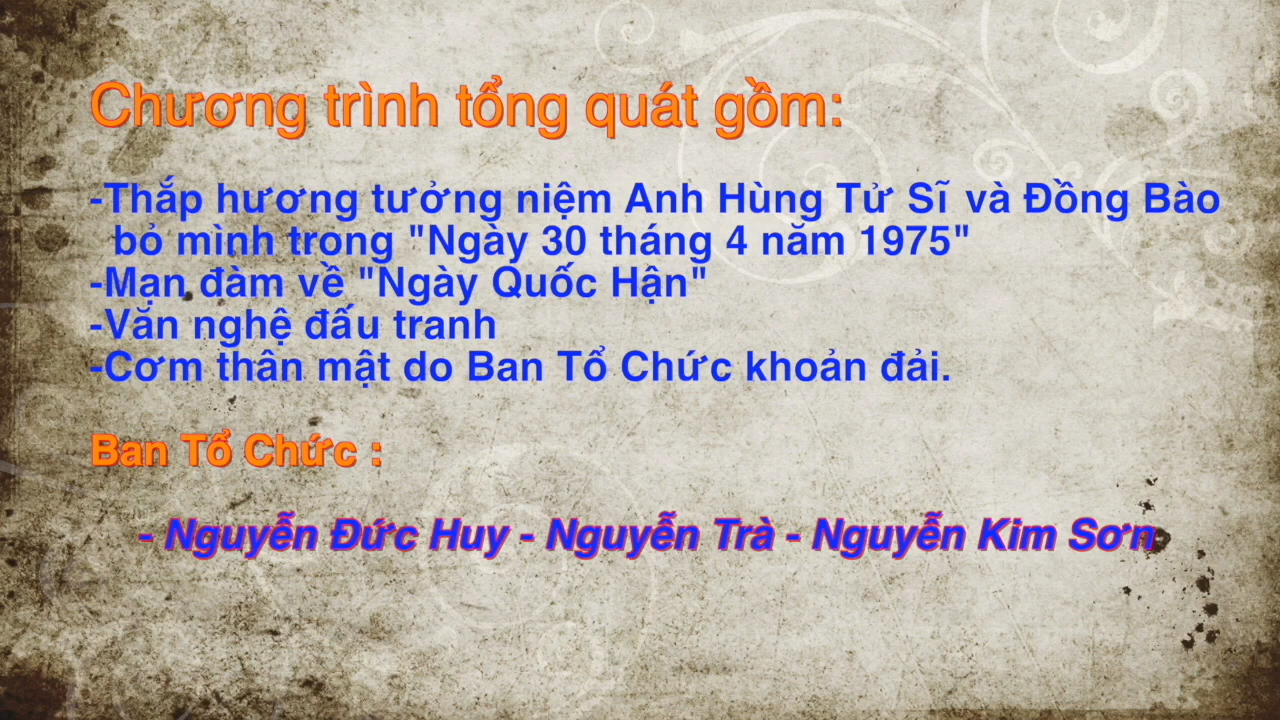 Chương trình tổng quát gồm:
-Thắp hương tưởng niệm Anh Hùng Tử Sĩ và Đồng Bào
bỏ mình trong "Ngày 30 tháng 4 năm 1975"
-Mạn đàm về "Ngày Quốc Hận"
-Văn nghệ đấu tranh
-Cơm thân mật do Ban Tổ Chức khoản đải.
Ban Tổ Chức :
- Nguyễn Đức Huy - Nguyễn Trà - Nguyễn Kim Sơn